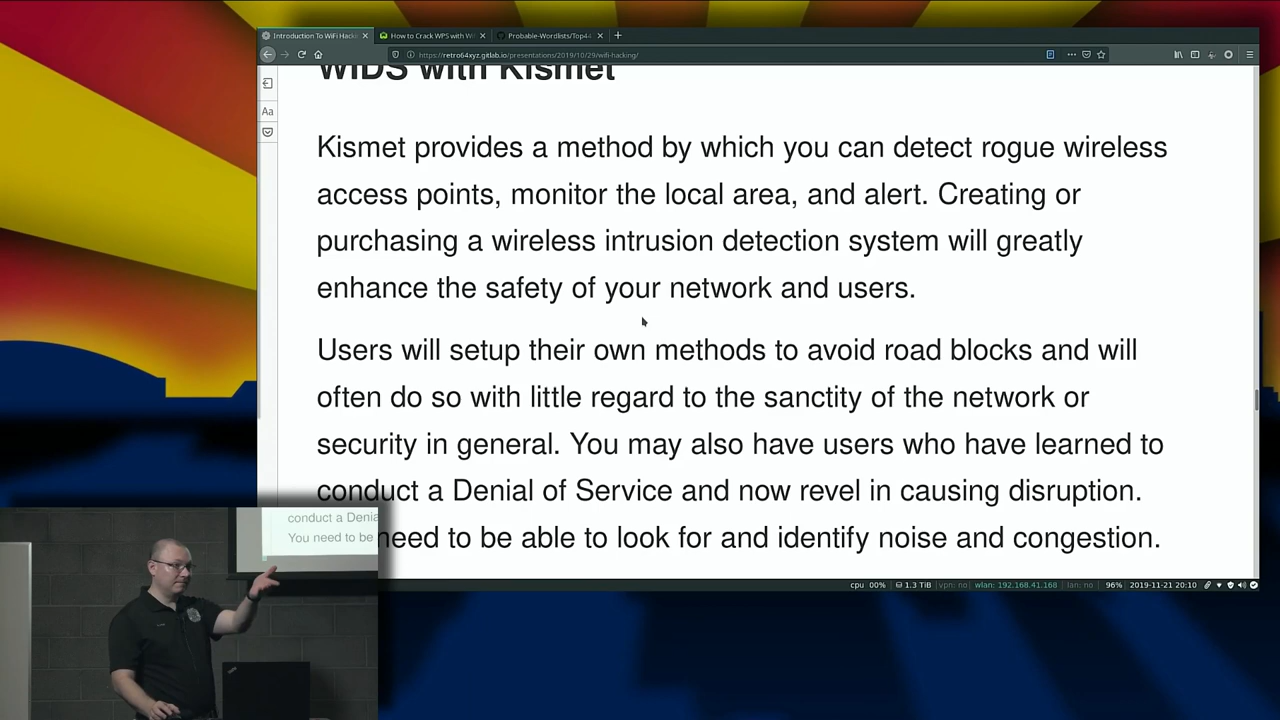 Introduction To WiFi Hack
How to Crack WPS with Wi
Probable-Wordlists/Top44
https://retro64xyz.gitlab.io/presentations/2019/10/29/wifi-hacking/
Aa
WIDS with Kismet
Kismet provides a method by which you can detect rogue wireless
access points, monitor the local area, and alert. Creating or
purchasing a wireless intrusion detection system will greatly
enhance the safety of your network and users.
Users will setup their own methods to avoid road blocks and will
often do so with little regard to the sanctity of the network or
security in general. You may also have users who have learned to
conduct a Denial of Service and now revel in causing disruption.
need to be able to look for and identify noise and congestion.
conduct a Denia
You need to be
cpu 00% 1.3 TiB vpn: no wlan: 192.168.41.168 lan: no 96% 2019-11-21 20:10